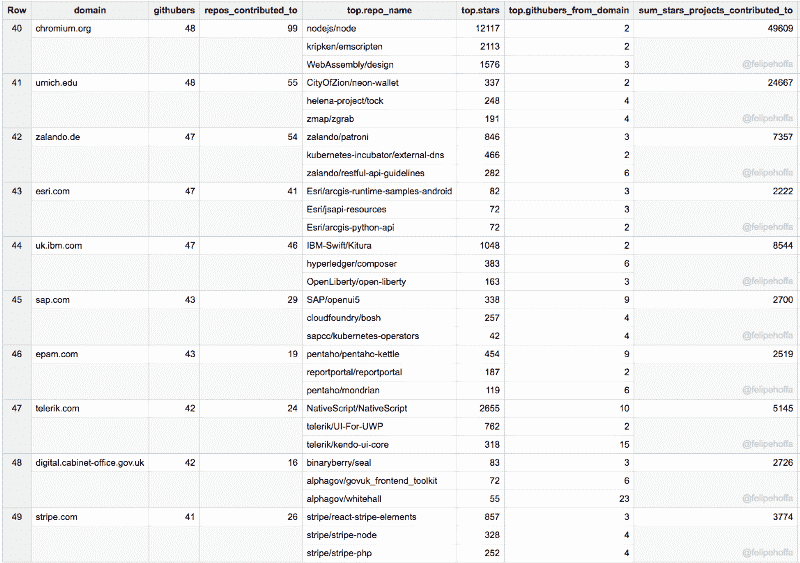 Row domain githubers repos_contributed_to top.repo_name top.stars top.githubers_from_domain sum_stars_projects_contributed_to
40 chromium.org 48 99 nodejs/node 12117 2 49609
kripken/emscripten 2113 2
WebAssembly/design 1576 3 @felipehoffa
41 umich.edu 48 55 CityOfZion/neon-wallet 337 2 24667
helena-project/tock 248 4
zmap/zgrab 191 4 @felipehoffa
42 zalando.de 47 54 zalando/patroni 846 3 7357
kubernetes-incubator/external-dns 466 2
zalando/restful-api-guidelines 282 6 @felipehoffa
43 esri.com 47 41 Esri/arcgis-runtime-samples-android 82 3 2222
Esri/jsapi-resources 72 3
Esri/arcgis-python-api 72 2 @felipehoffa
44 uk.ibm.com 47 46 IBM-Swift/Kitura 1048 2 8544
hyperledger/composer 383 6
OpenLiberty/open-liberty 163 3 @felipehoffa
45 sap.com 43 29 SAP/openui5 338 9 2700
cloudfoundry/bosh 257 4
sapcc/kubernetes-operators 42 4 @felipehoffa
46 epam.com 43 19 pentaho/pentaho-kettle 454 9 2519
reportportal/reportportal 187 2
pentaho/mondrian 119 6 @felipehoffa
47 telerik.com 42 24 NativeScript/NativeScript 2655 10 5145
telerik/UI-For-UWP 762 2
telerik/kendo-ui-core 318 15 @felipehoffa
48 digital.cabinet-office.gov.uk 42 16 binaryberry/seal 83 3 2726
alphagov/govuk_frontend_toolkit 72 6
alphagov/whitehall 55 23 @felipehoffa
49 stripe.com 41 26 stripe/react-stripe-elements 857 3 3774
stripe/stripe-node 328 4
stripe/stripe-php 252 4 @felipehoffa